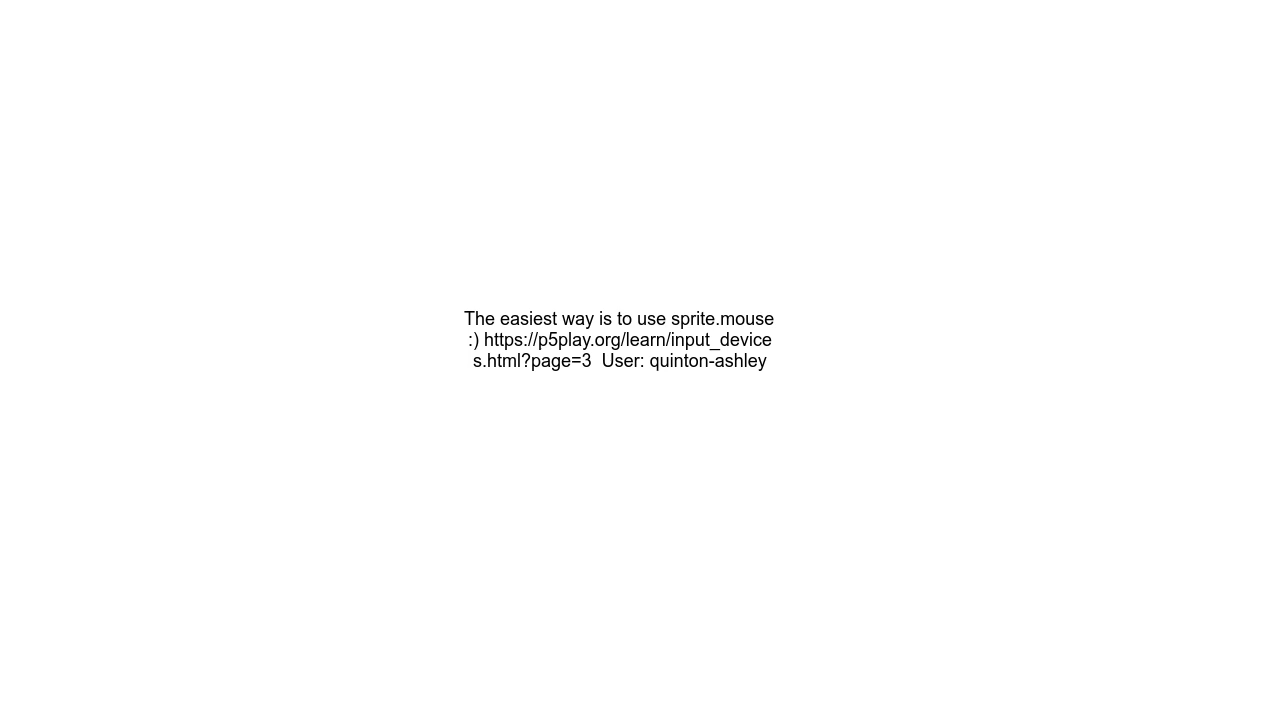 The easiest way is to use sprite.mouse
:) https://p5play.org/learn/input_device
s.html?page=3  User: quinton-ashley